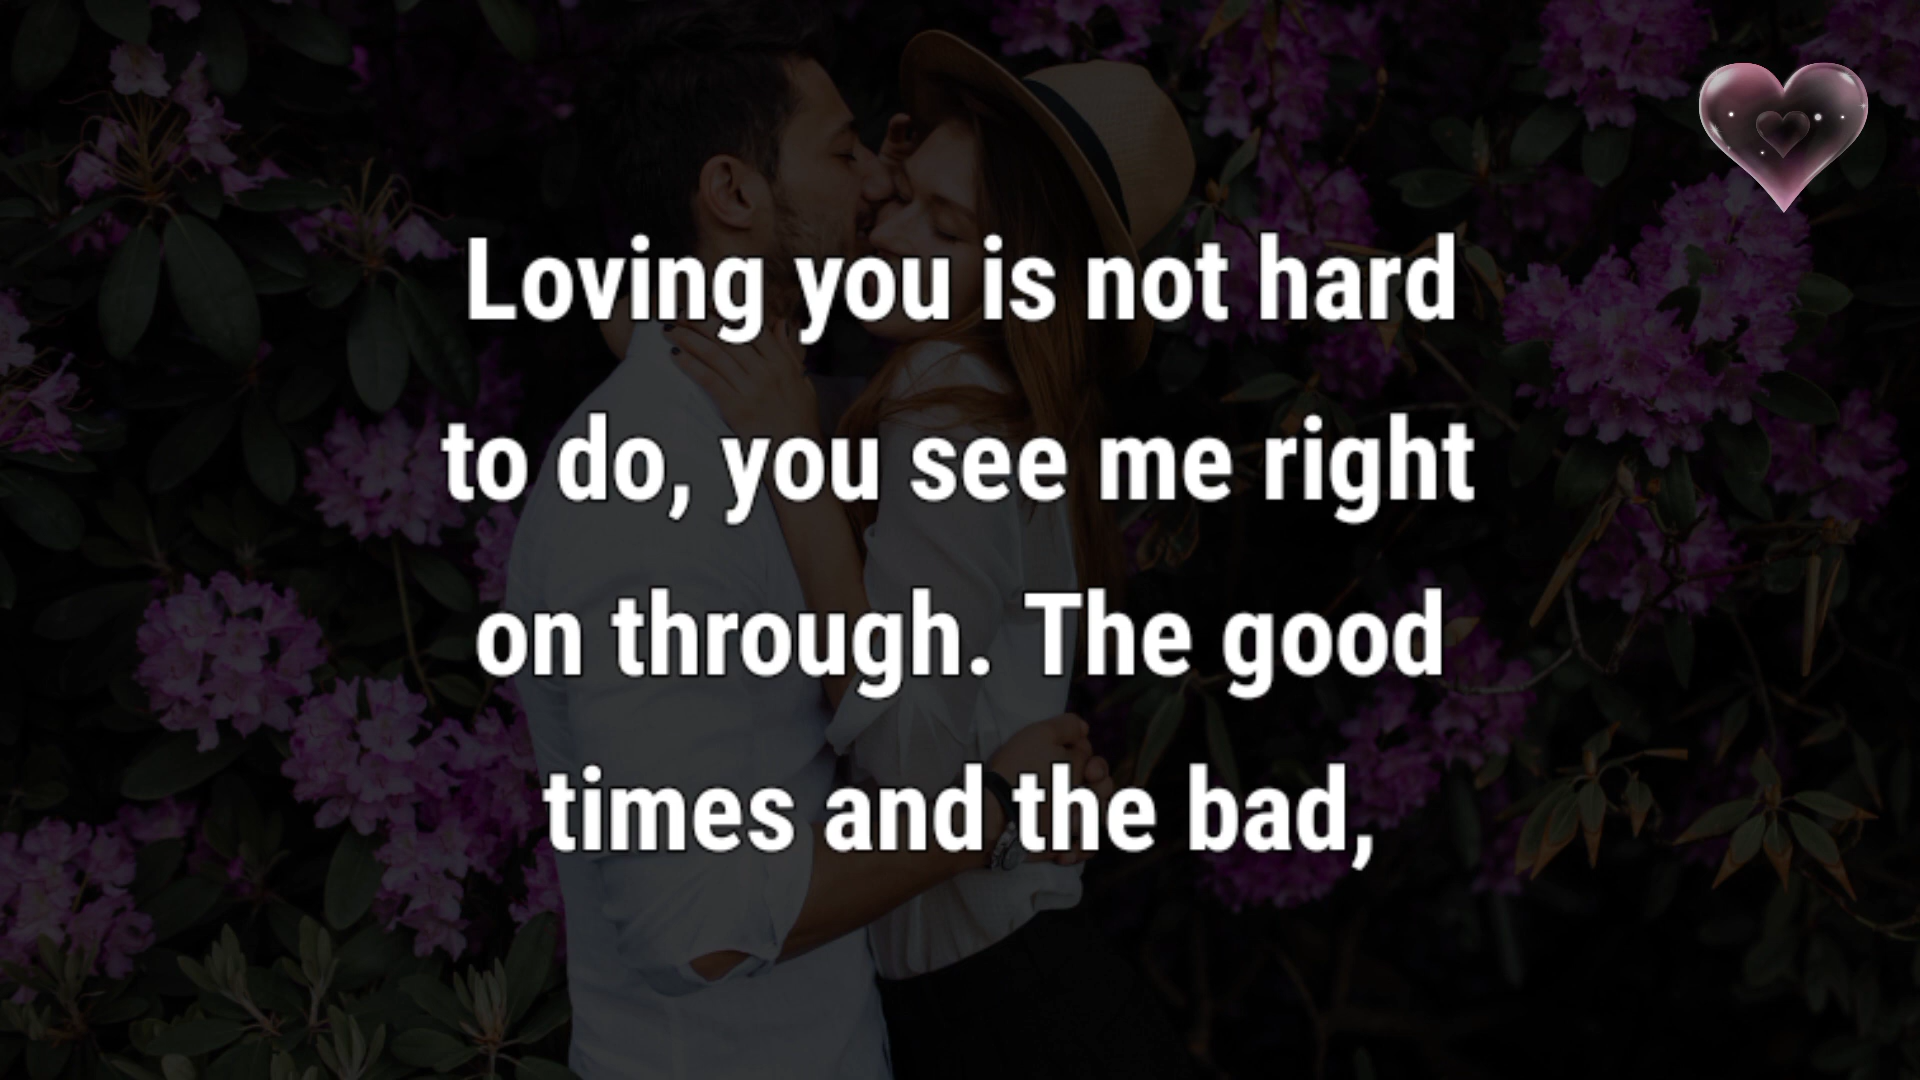 Loving you is not hard
to do, you see me right
on through. The good
times and the bad,